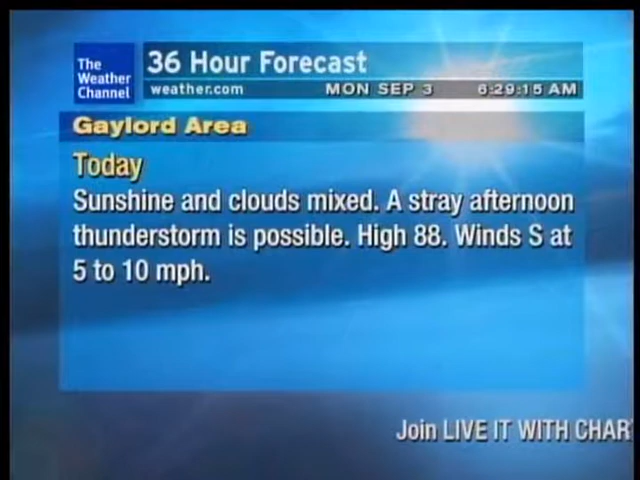 The
Weather
Channel
36 Hour Forecast
weather.com MON SEP 3 6:29:15 AM
Gaylord Area
Today
Sunshine and clouds mixed. A stray afternoon
thunderstorm is possible. High 88. Winds S at
5 to 10 mph.
Join LIVE IT WITH CHAR